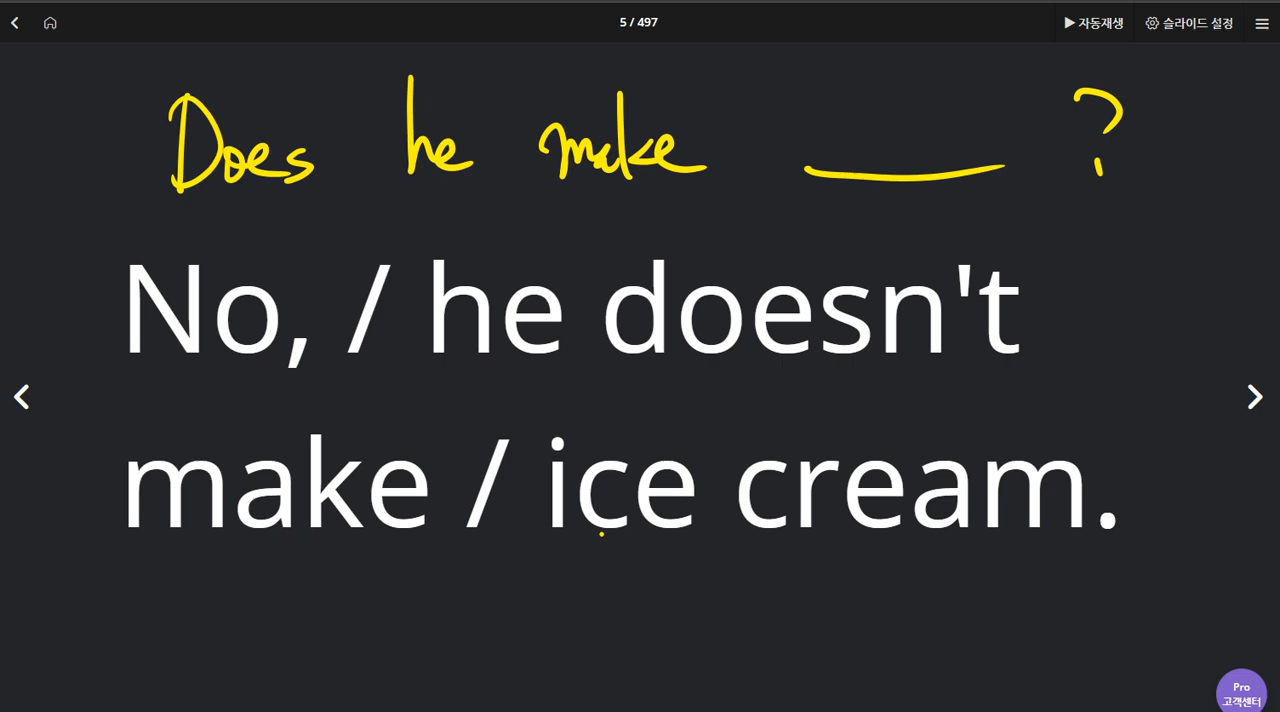 5 / 497
자동재생
슬라이드 설정
Does he make ______ ?
No, / he doesn't
make / ice cream.
Pro
고객센터